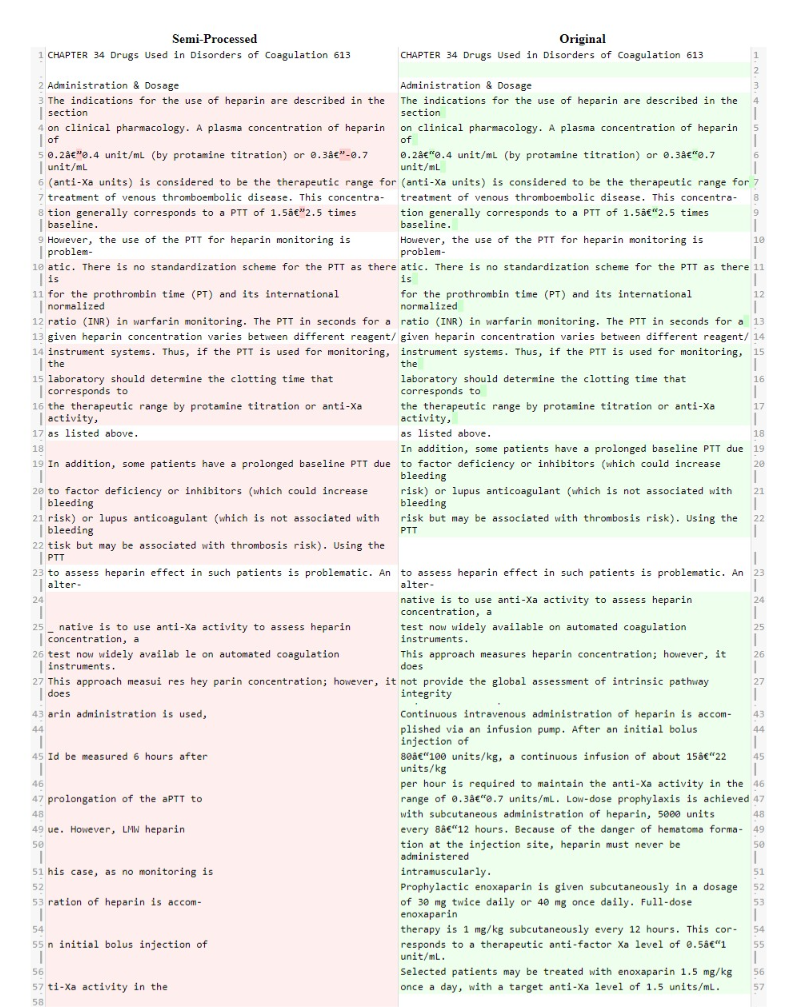 Semi-Processed
1 CHAPTER 34 Drugs Used in Disorders of Coagulation 613
2 Administration & Dosage
3 The indications for the use of heparin are described in the
section
4 on clinical pharmacology. A plasma concentration of heparin
of
5 0.2â€”0.4 unit/mL (by protamine titration) or 0.3â€”-0.7
unit/mL
6 (anti-Xa units) is considered to be the therapeutic range for
7 treatment of venous thromboembolic disease. This concentra-
8 tion generally corresponds to a PTT of 1.5â€”2.5 times
baseline.
9 However, the use of the PTT for heparin monitoring is
problem-
10 atic. There is no standardization scheme for the PTT as there
is
11 for the prothrombin time (PT) and its international
normalized
12 ratio (INR) in warfarin monitoring. The PTT in seconds for a
13 given heparin concentration varies between different reagent/
14 instrument systems. Thus, if the PTT is used for monitoring,
the
15 laboratory should determine the clotting time that
corresponds to
16 the therapeutic range by protamine titration or anti-Xa
activity,
17 as listed above.
18
19 In addition, some patients have a prolonged baseline PTT due
20 to factor deficiency or inhibitors (which could increase
bleeding
21 risk) or lupus anticoagulant (which is not associated with
bleeding
22 tisk but may be associated with thrombosis risk). Using the
PTT
23 to assess heparin effect in such patients is problematic. An
alter-
24
25 _ native is to use anti-Xa activity to assess heparin
concentration, a
26 test now widely availab le on automated coagulation
instruments.
27 This approach measui res hey parin concentration; however, it
does
43 arin administration is used,
44
45 Id be measured 6 hours after
46
47 prolongation of the aPTT to
48
49 ue. However, LMW heparin
50
51 his case, as no monitoring is
52
53 ration of heparin is accom-
54
55 n initial bolus injection of
56
57 ti-Xa activity in the
58
Original
CHAPTER 34 Drugs Used in Disorders of Coagulation 613 1
2
Administration & Dosage 3
The indications for the use of heparin are described in the 4
section
on clinical pharmacology. A plasma concentration of heparin 5
of
0.2â€“0.4 unit/mL (by protamine titration) or 0.3â€“0.7 6
unit/mL
(anti-Xa units) is considered to be the therapeutic range for 7
treatment of venous thromboembolic disease. This concentra- 8
tion generally corresponds to a PTT of 1.5â€“2.5 times 9
baseline.
However, the use of the PTT for heparin monitoring is 10
problem-
atic. There is no standardization scheme for the PTT as there 11
is
for the prothrombin time (PT) and its international 12
normalized
ratio (INR) in warfarin monitoring. The PTT in seconds for a 13
given heparin concentration varies between different reagent/ 14
instrument systems. Thus, if the PTT is used for monitoring, 15
the
laboratory should determine the clotting time that 16
corresponds to
the therapeutic range by protamine titration or anti-Xa 17
activity,
as listed above. 18
In addition, some patients have a prolonged baseline PTT due 19
to factor deficiency or inhibitors (which could increase 20
bleeding
risk) or lupus anticoagulant (which is not associated with 21
bleeding
risk but may be associated with thrombosis risk). Using the 22
PTT
to assess heparin effect in such patients is problematic. An 23
alter-
native is to use anti-Xa activity to assess heparin 24
concentration, a
test now widely available on automated coagulation 25
instruments.
This approach measures heparin concentration; however, it 26
does
not provide the global assessment of intrinsic pathway 27
integrity
Continuous intravenous administration of heparin is accom- 43
plished via an infusion pump. After an initial bolus 44
injection of
80â€“100 units/kg, a continuous infusion of about 15â€“22 45
units/kg
per hour is required to maintain the anti-Xa activity in the 46
range of 0.3â€“0.7 units/mL. Low-dose prophylaxis is achieved 47
with subcutaneous administration of heparin, 5000 units 48
every 8â€“12 hours. Because of the danger of hematoma forma- 49
tion at the injection site, heparin must never be 50
administered
intramuscularly. 51
Prophylactic enoxaparin is given subcutaneously in a dosage 52
of 30 mg twice daily or 40 mg once daily. Full-dose 53
enoxaparin
therapy is 1 mg/kg subcutaneously every 12 hours. This cor- 54
responds to a therapeutic anti-factor Xa level of 0.5â€“1 55
unit/mL.
Selected patients may be treated with enoxaparin 1.5 mg/kg 56
once a day, with a target anti-Xa level of 1.5 units/mL. 57